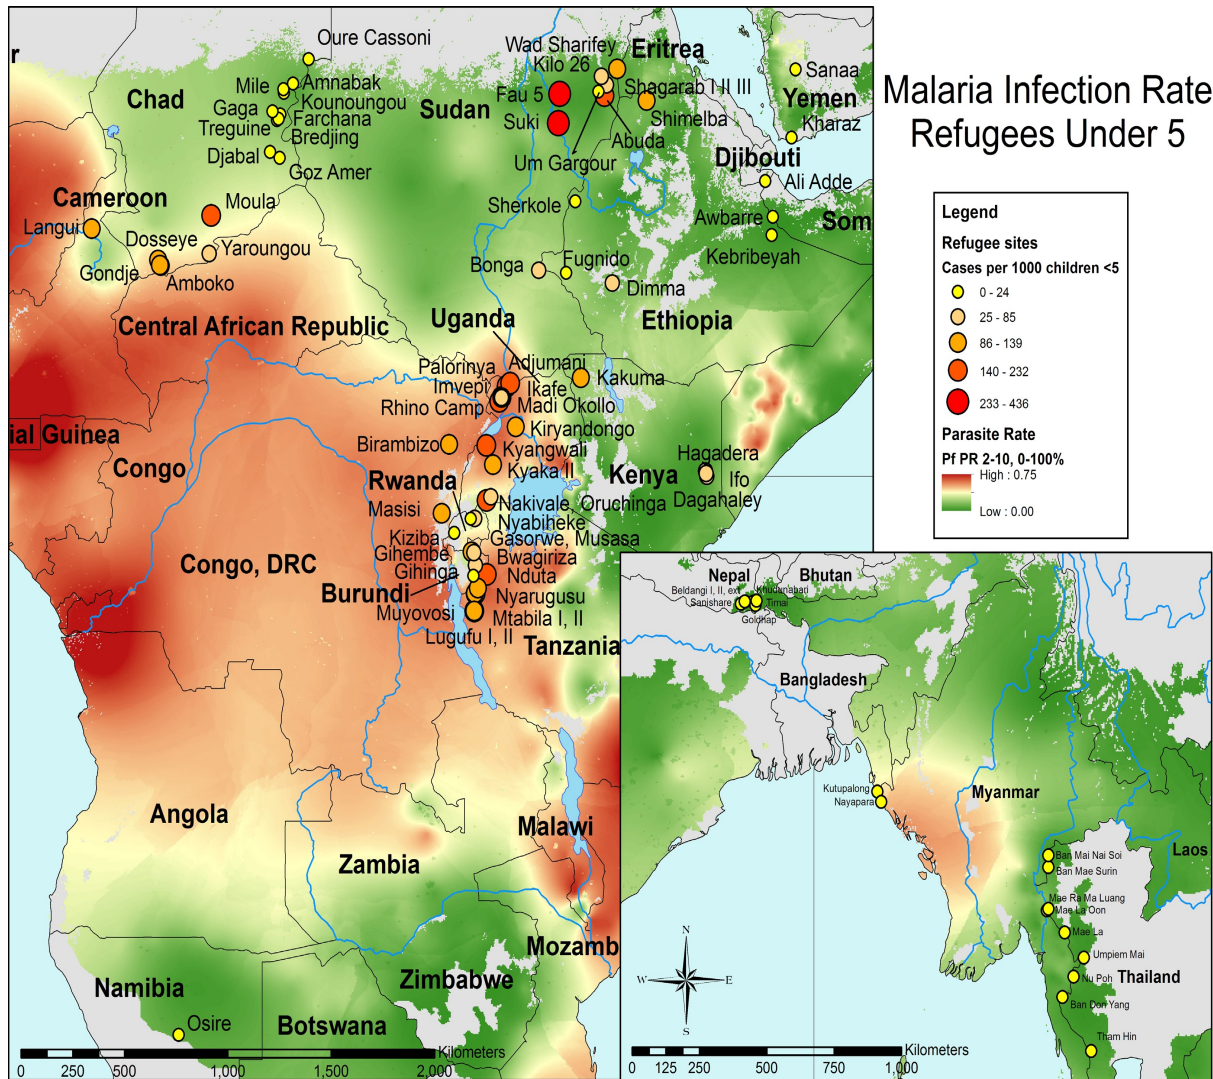 Malaria Infection Rate
Refugees Under 5
Legend
Refugee sites
Cases per 1000 children <5
0 - 24
25 - 85
86 - 139
140 - 232
233 - 436
Parasite Rate
Pf PR 2-10, 0-100%
High : 0.75
Low : 0.00
r
Oure Cassoni
Wad Sharifey
Eritrea
Kilo 26
Sanaa
Mile
Amnabak
Chad
Fau 5
Shagarab I II III
Yemen
Kounoungou
Gaga
Sudan
Farchana
Shimelba
Kharaz
Treguine
Bredjing
Suki
Abuda
Djabal
Um Gargour
Djibouti
Goz Amer
Ali Adde
Cameroon
Moula
Sherkole
Awbarre
Som
Langui
Dosseye
Yaroungou
Kebribeyah
Gondje
Amboko
Bonga
Fugnido
Dimma
Central African Republic
Uganda
Ethiopia
Palorinya
Adjumani
Imvepi
Ikafe
Kakuma
Rhino Camp
Madi Okollo
ial Guinea
Kiryandongo
Birambizo
Kyangwali
Hagadera
Congo
Kyaka II
Kenya
Ifo
Rwanda
Dagahaley
Masisi
Nakivale, Oruchinga
Nyabiheke
Kiziba
Gasorwe, Musasa
Gihembe
Bwagiriza
Congo, DRC
Gihinga
Nduta
Burundi
Nyarugusu
Muyovosi
Mtabila I, II
Lugufu I, II
Tanzania
Angola
Malawi
Zambia
Mozamb
Namibia
Zimbabwe
Osire
Botswana
Kilometers
0 250 500 1,000 1,500 2,000
Nepal
Bhutan
Beldangi I, II, ext
Khudunabari
Sanishare
Timai
Goldhap
Bangladesh
Kutupalong
Nayapara
Myanmar
Ban Mai Nai Soi
Laos
Ban Mae Surin
Mae Ra Ma Luang
Mae La Oon
Mae La
Umpiem Mai
Nu Poh
Thailand
Ban Don Yang
Tham Hin
N
W
E
S
Kilometers
0 125 250 500 750 1,000